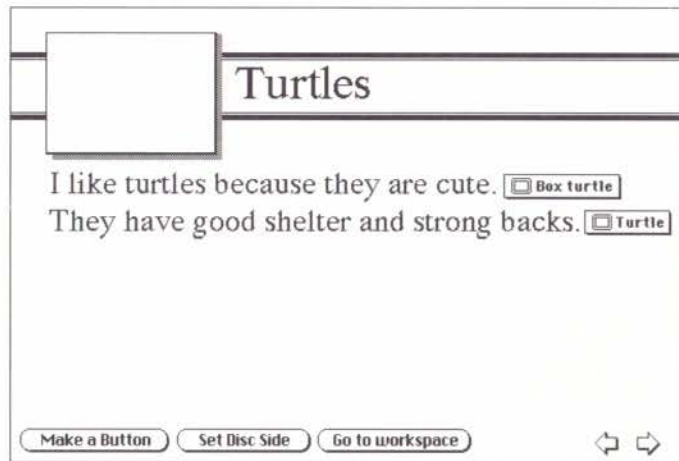 Turtles
I like turtles because they are cute. Box turtle
They have good shelter and strong backs. Turtle
Make a Button Set Disc Side Go to workspace